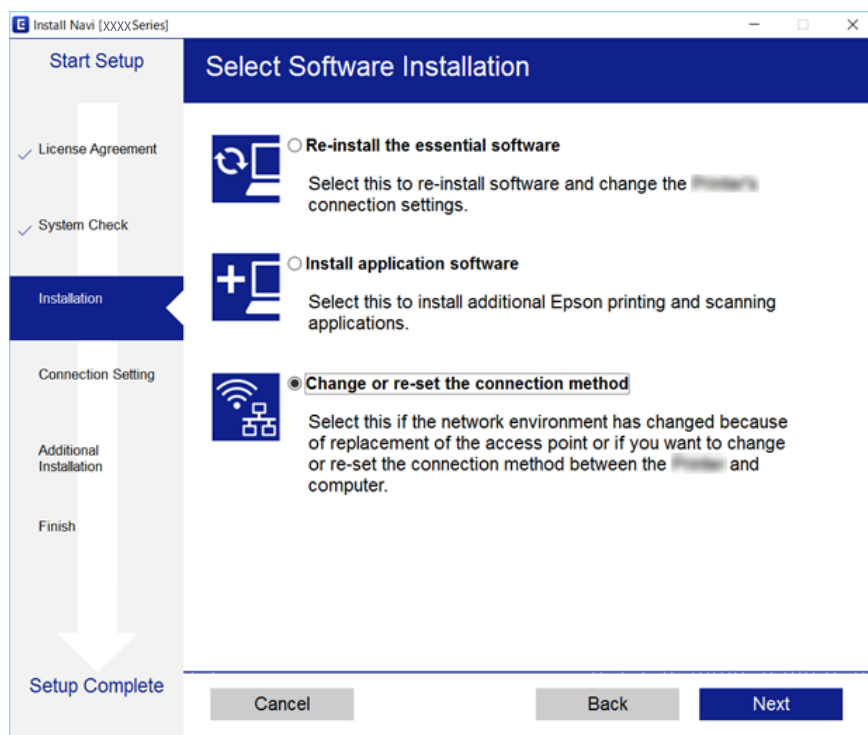 Install Navi [XXXX Series]
Start Setup
License Agreement
System Check
Installation
Connection Setting
Additional
Installation
Finish
Setup Complete
Select Software Installation
Re-install the essential software
Select this to re-install software and change the
connection settings.
Install application software
Select this to install additional Epson printing and scanning
applications.
Change or re-set the connection method
Select this if the network environment has changed because
of replacement of the access point or if you want to change
or re-set the connection method between the and
computer.
Cancel
Back
Next